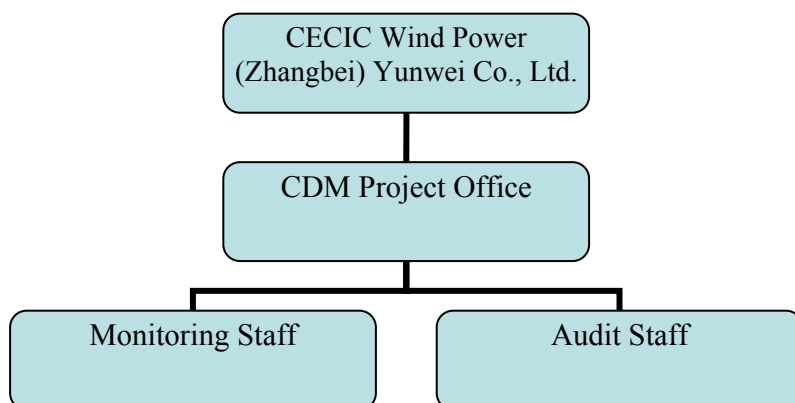 CECIC Wind Power
(Zhangbei) Yunwei Co., Ltd.
CDM Project Office
Monitoring Staff
Audit Staff